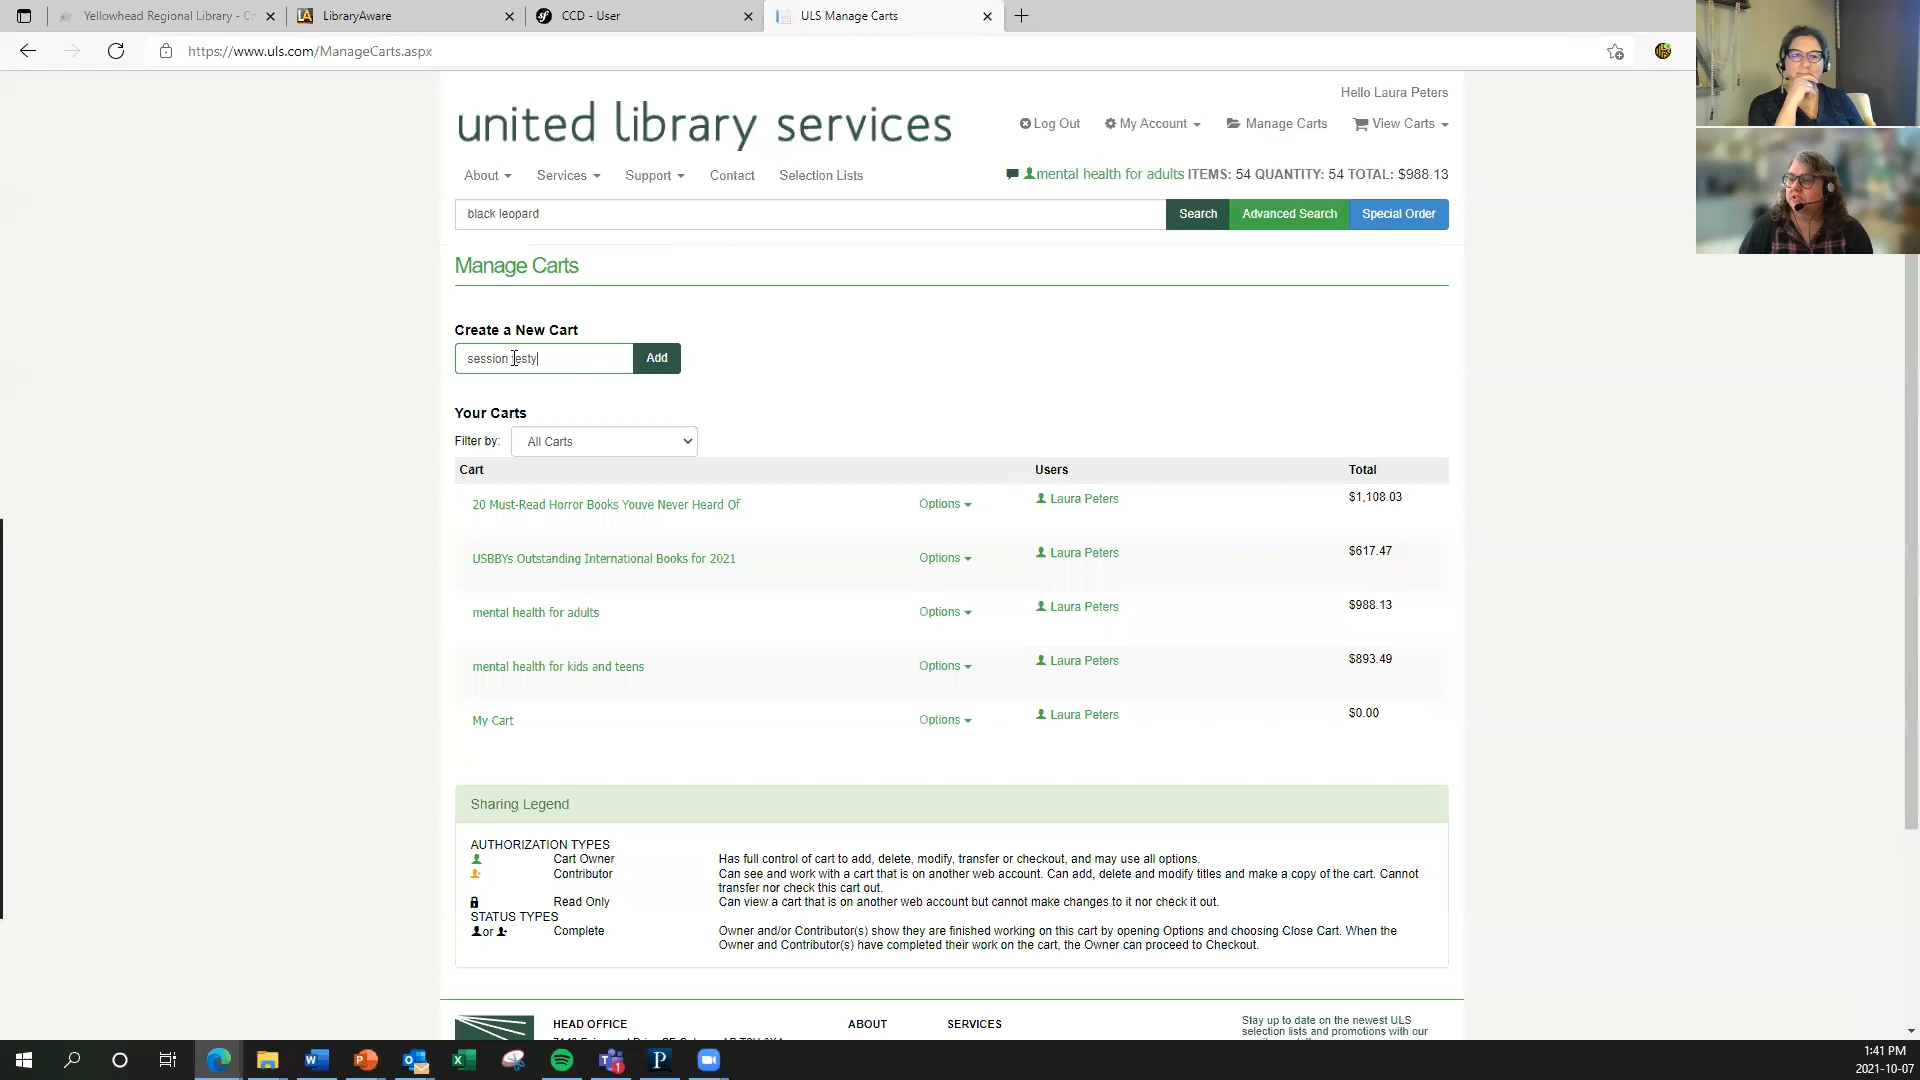 Yellowhead Regional Library - C
LibraryAware
CCD - User
ULS Manage Carts
https://www.uls.com/ManageCarts.aspx
Hello Laura Peters
united library services
Log Out
My Account
Manage Carts
View Carts
About
Services
Support
Contact
Selection Lists
mental health for adults ITEMS: 54 QUANTITY: 54 TOTAL: $988.13
black leopard
Search
Advanced Search
Special Order
Manage Carts
Create a New Cart
session testy
Add
Your Carts
Filter by:
All Carts
Cart
Users
Total
20 Must-Read Horror Books Youve Never Heard Of
Options
Laura Peters
$1,108.03
USBBYs Outstanding International Books for 2021
Options
Laura Peters
$617.47
mental health for adults
Options
Laura Peters
$988.13
mental health for kids and teens
Options
Laura Peters
$893.49
My Cart
Options
Laura Peters
$0.00
Sharing Legend
AUTHORIZATION TYPES
Cart Owner
Has full control of cart to add, delete, modify, transfer or checkout, and may use all options.
Contributor
Can see and work with a cart that is on another web account. Can add, delete and modify titles and make a copy of the cart. Cannot
transfer nor check this cart out.
Read Only
Can view a cart that is on another web account but cannot make changes to it nor check it out.
STATUS TYPES
or
Complete
Owner and/or Contributor(s) show they are finished working on this cart by opening Options and choosing Close Cart. When the
Owner and Contributor(s) have completed their work on the cart, the Owner can proceed to Checkout.
HEAD OFFICE
ABOUT
SERVICES
Stay up to date on the newest ULS
selection lists and promotions with our
1:41 PM
2021-10-07